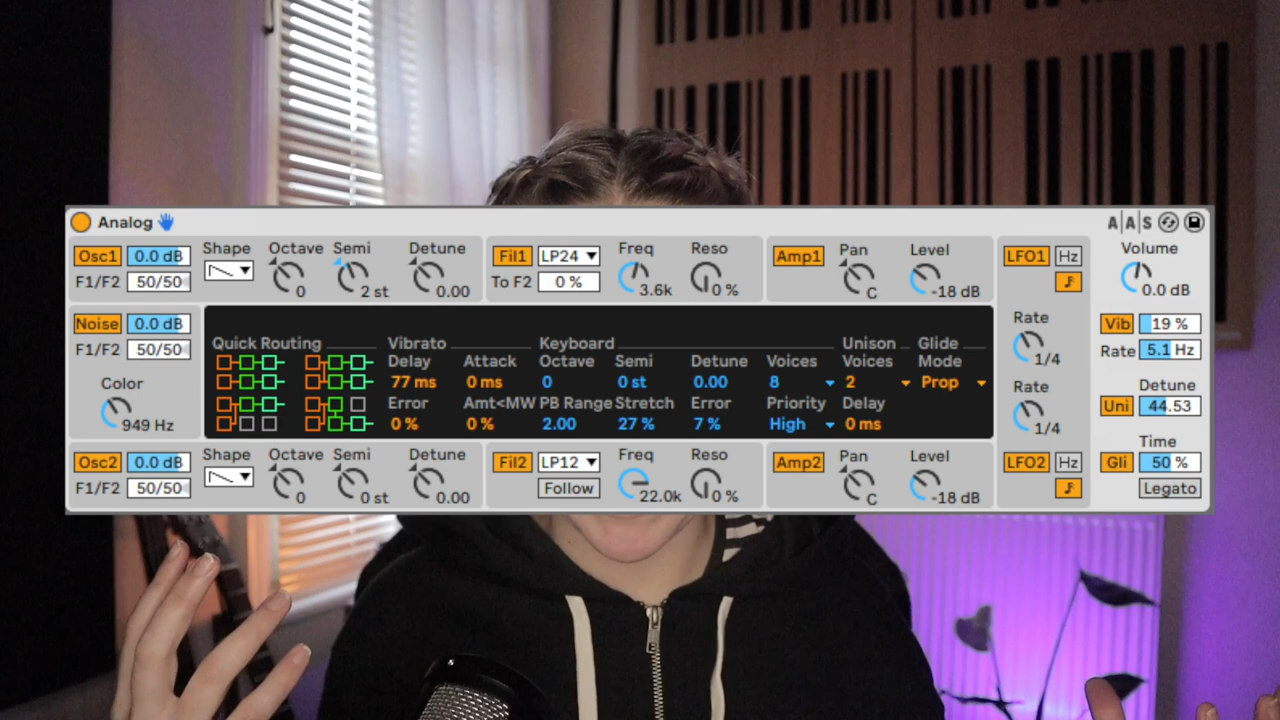 Analog A|A|S
Osc1 0.0 dB Shape Octave Semi Detune Fil1 LP24 Freq Reso Amp1 Pan Level LFO1 Hz Volume
F1/F2 50/50 0 2 st 0.00 To F2 0 % 3.6k 0 % C -18 dB 0.0 dB
Noise 0.0 dB Rate Vib 19 %
F1/F2 50/50 1/4 Rate 5.1 Hz
Color
949 Hz
Quick Routing Vibrato Keyboard Unison Glide
Delay Attack Octave Semi Detune Voices Voices Mode
77 ms 0 ms 0 0 st 0.00 8 2 Prop
Error Amt<MW PB Range Stretch Error Priority Delay
0 % 0 % 2.00 27 % 7 % High 0 ms
Rate Detune
1/4 Uni 44.53
Osc2 0.0 dB Shape Octave Semi Detune Fil2 LP12 Freq Reso Amp2 Pan Level LFO2 Hz Time
Gli 50 %
F1/F2 50/50 0 0 st 0.00 Follow 22.0k 0 % C -18 dB Legato